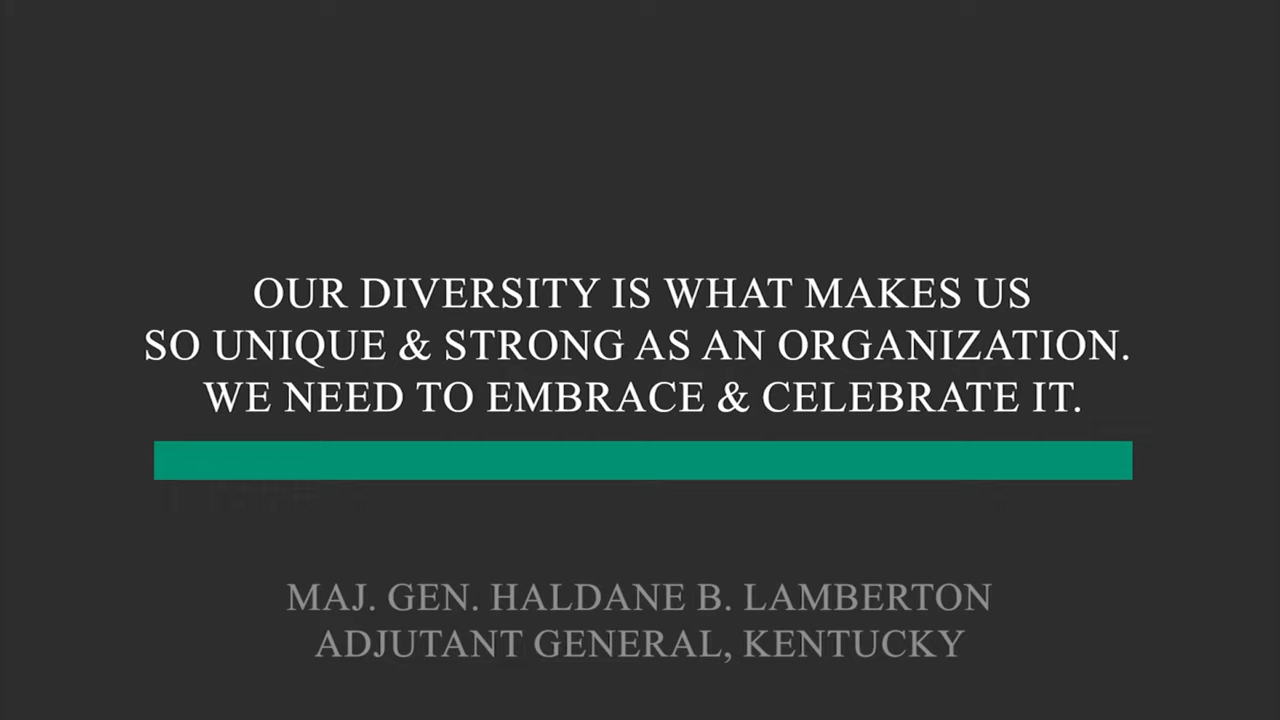 OUR DIVERSITY IS WHAT MAKES US
SO UNIQUE & STRONG AS AN ORGANIZATION.
WE NEED TO EMBRACE & CELEBRATE IT.
MAJ. GEN. HALDANE B. LAMBERTON
ADJUTANT GENERAL, KENTUCKY